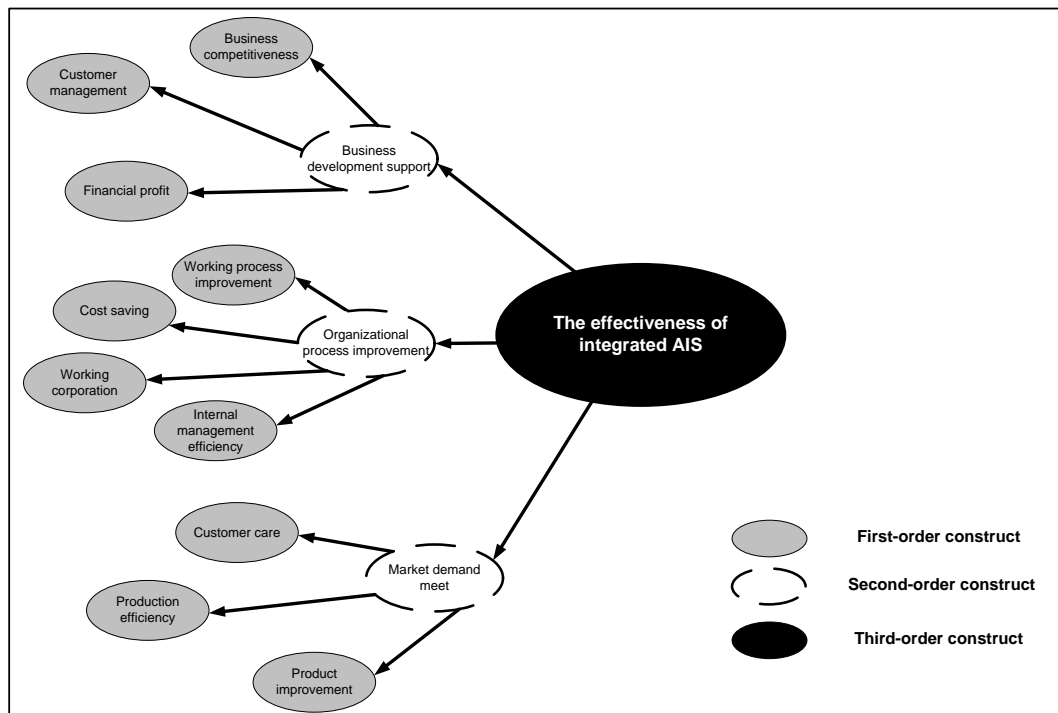 Business
competitiveness
Customer
management
Business
development support
Financial profit
Working process
improvement
Cost saving
Organizational
process improvement
The effectiveness of
integrated AIS
Working
corporation
Internal
management
efficiency
Customer care
Market demand
meet
Production
efficiency
Product
improvement
First-order construct
Second-order construct
Third-order construct